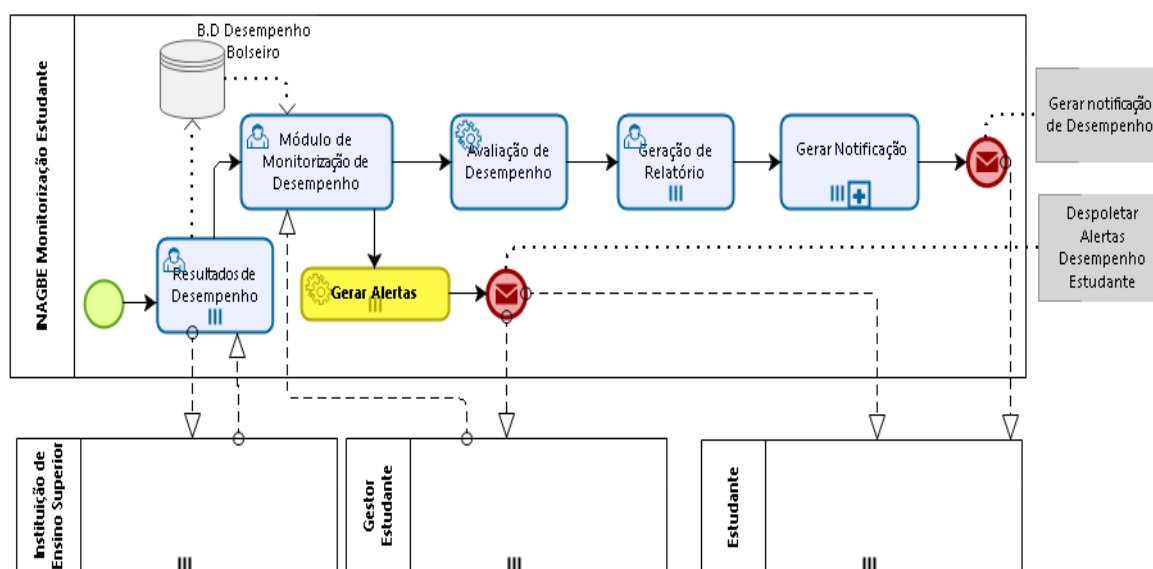 INAGBE Monitorização Estudante
B.D Desempenho
Bolseiro
Módulo de
Monitorização de
Desempenho
Avaliação de
Desempenho
Geração de
Relatório
Gerar Notificação
Gerar notificação
de Desempenho
Resultados de
Desempenho
Gerar Alertas
Despoletar
Alertas
Desempenho
Estudante
Instituição de
Ensino Superior
Gestor
Estudante
Estudante